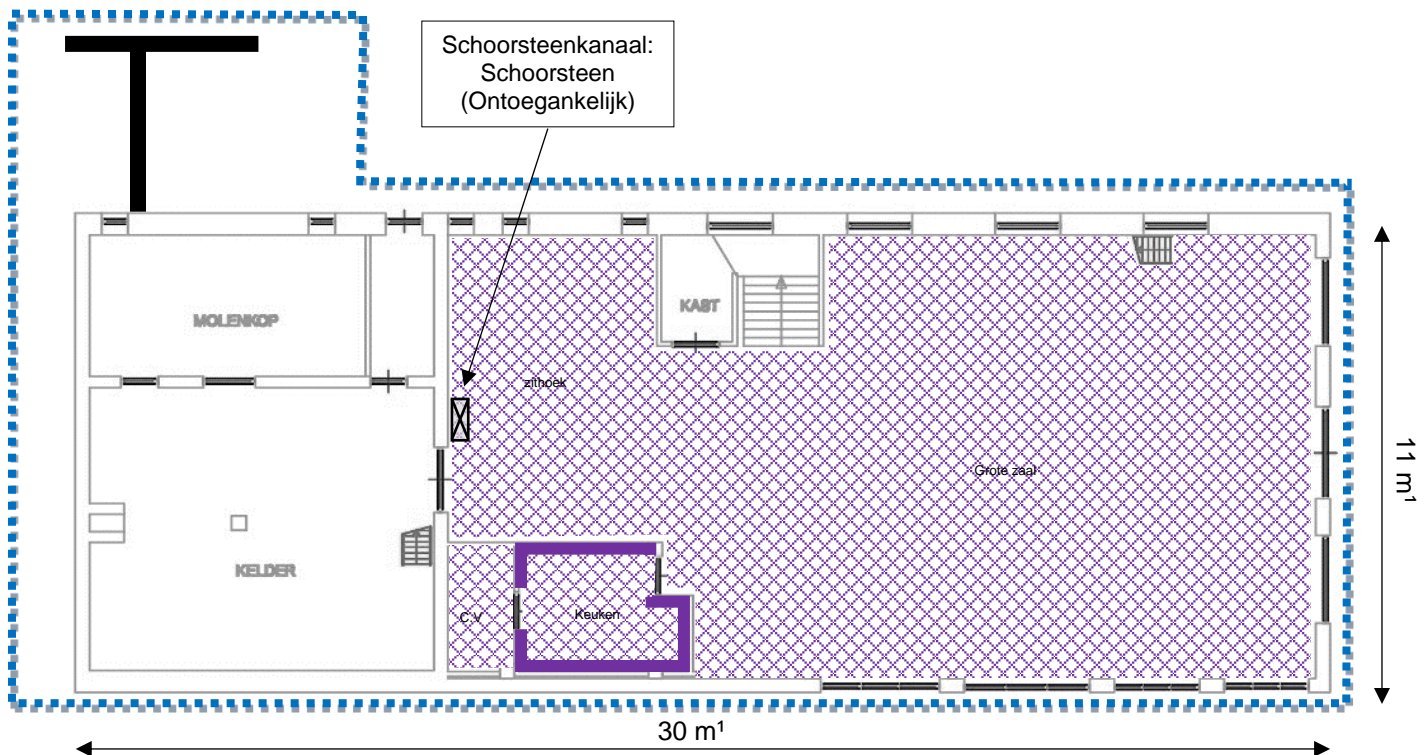 Schoorsteenkanaal:
Schoorsteen
(Ontoegankelijk)
MOLENKOP
KAST
zithoek
Grote zaal
11 m¹
KELDER
C.V
Keuken
30 m¹